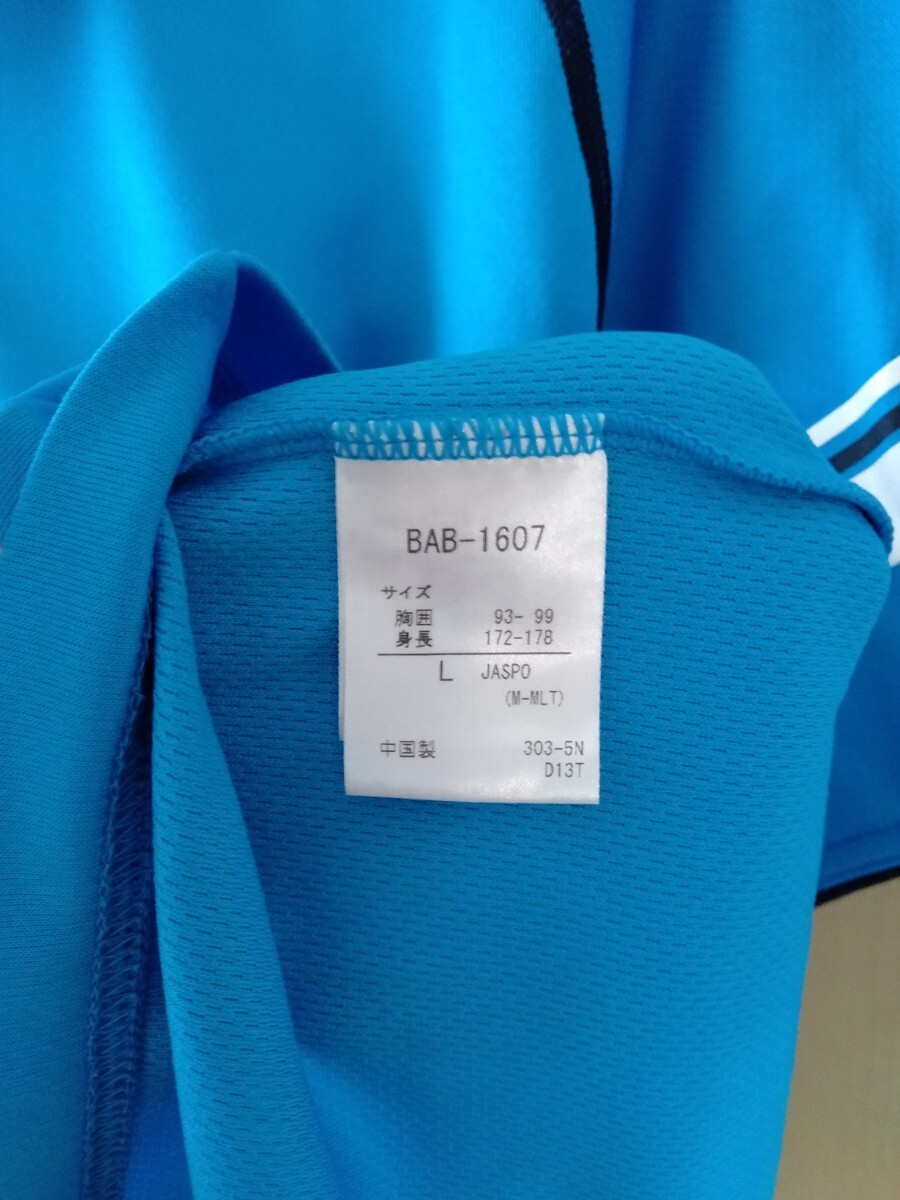 BAB-1607
サイズ
胸囲 93- 99
身長 172-178
L JASPO
(M-MLT)
中国製 303-5N
D13T